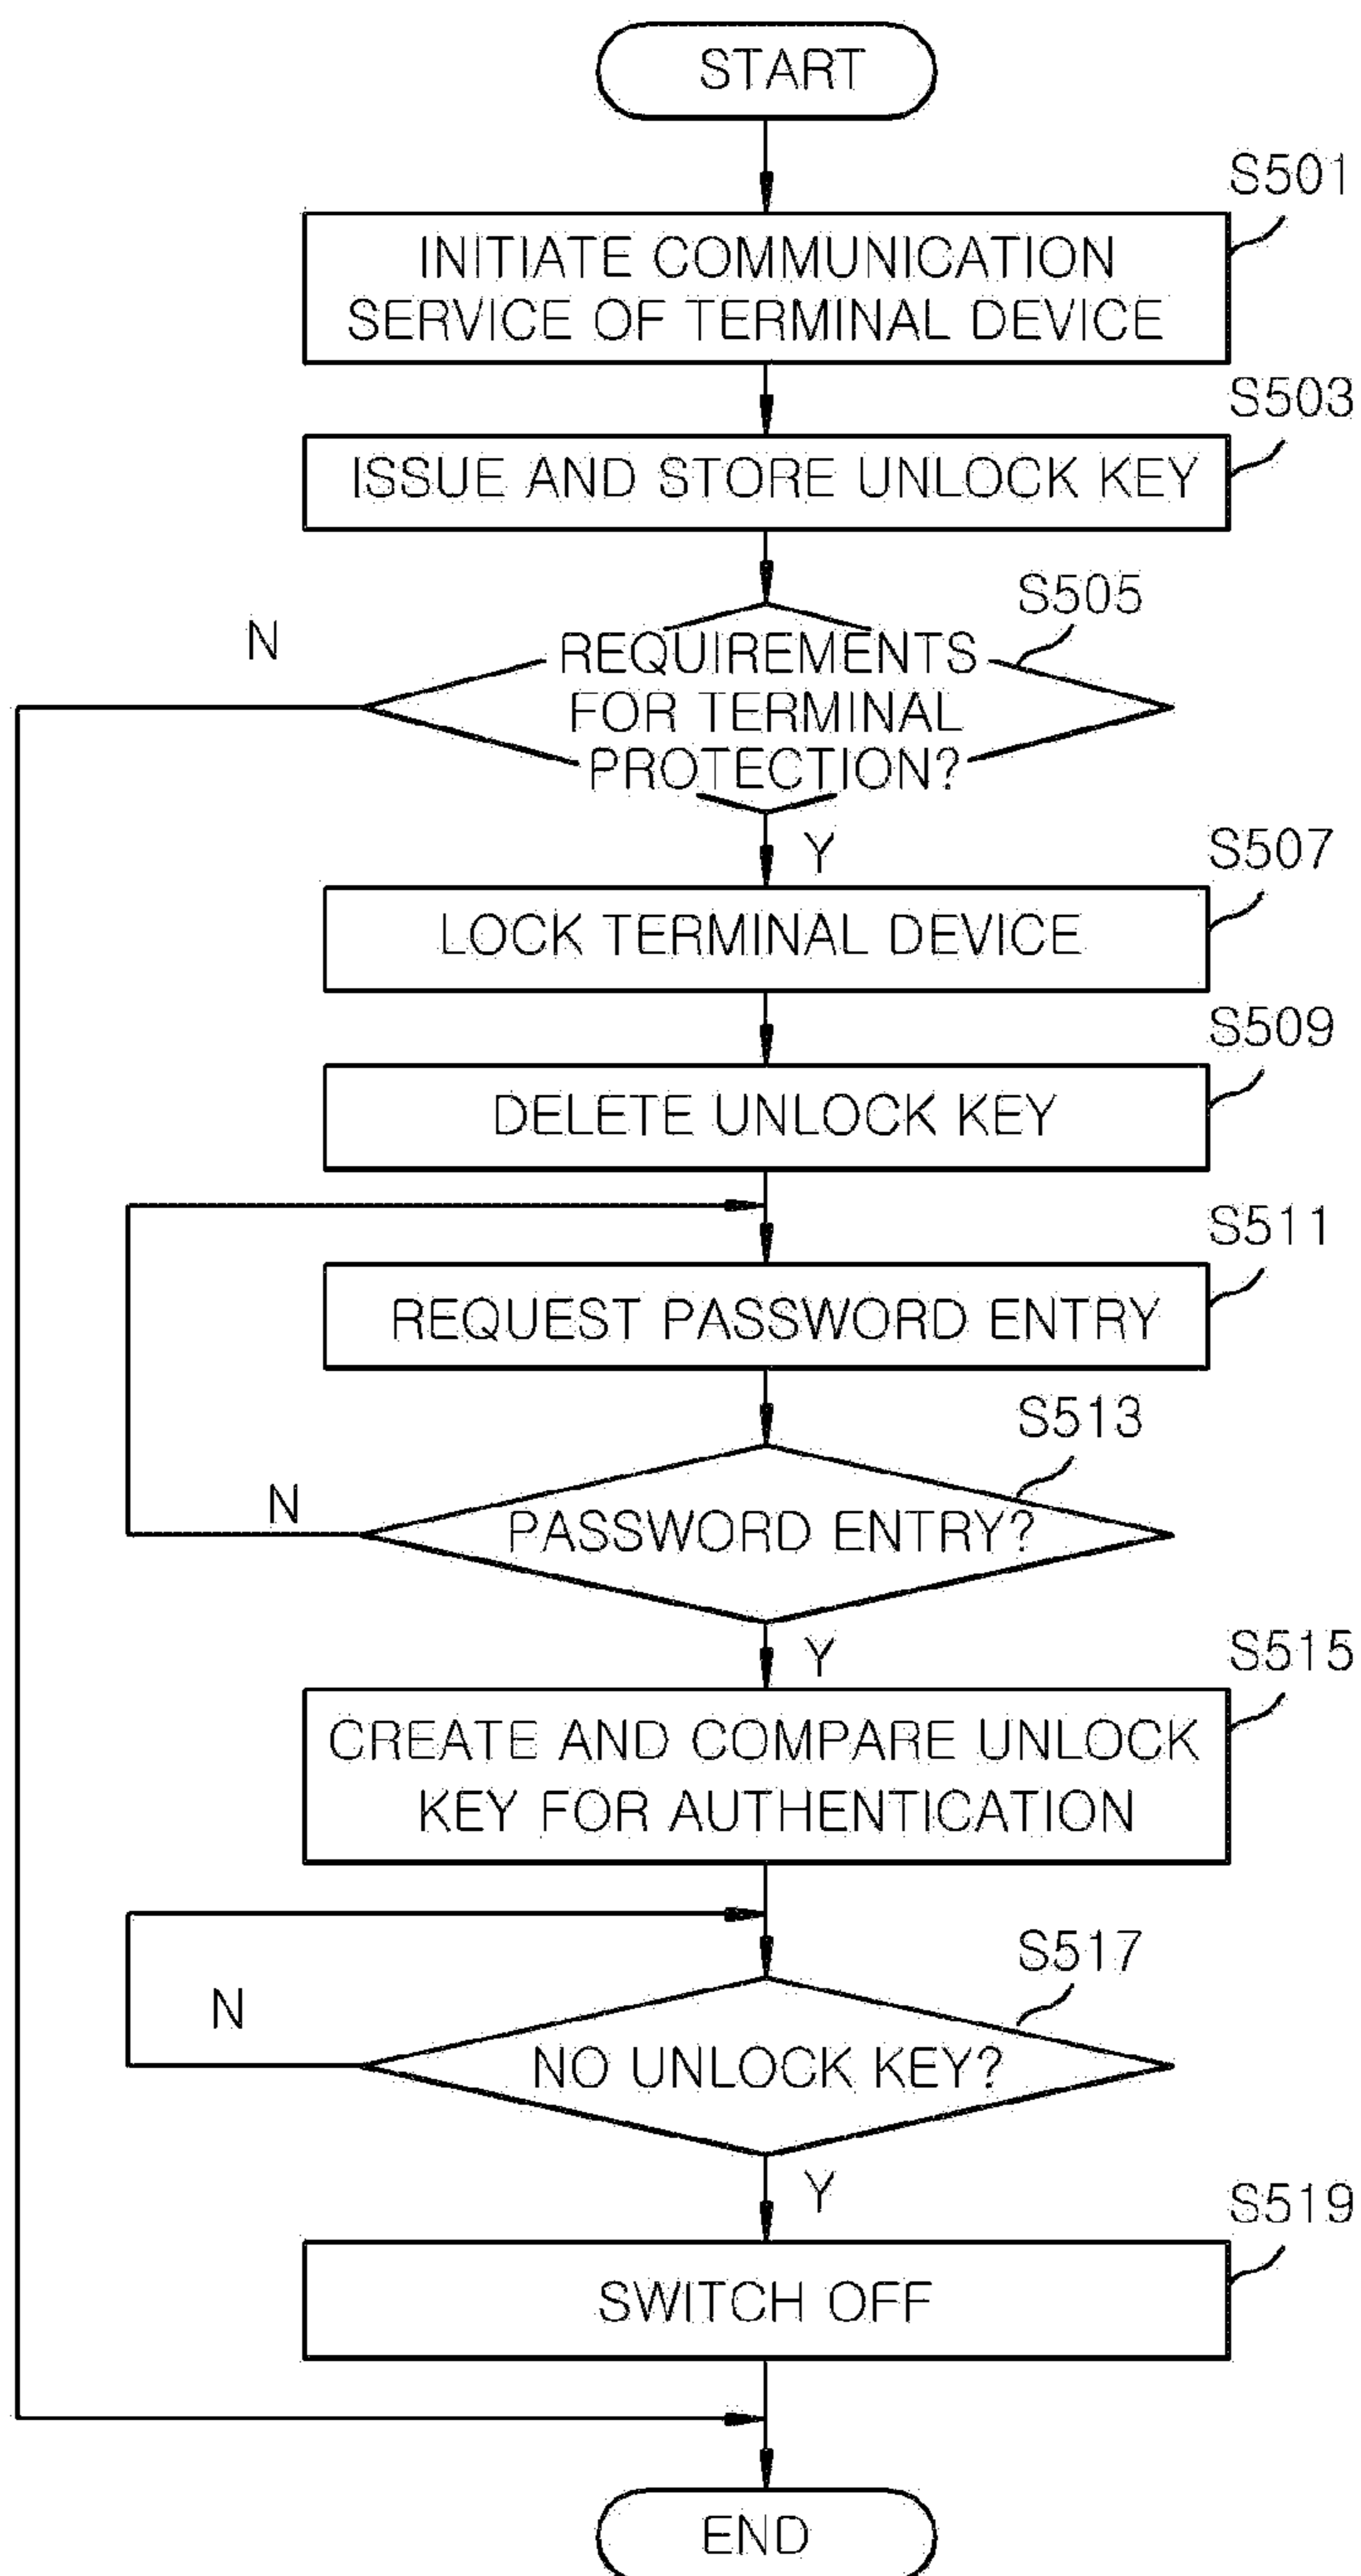 START
S501
INITIATE COMMUNICATION
SERVICE OF TERMINAL DEVICE
S503
ISSUE AND STORE UNLOCK KEY
S505
N
REQUIREMENTS
FOR TERMINAL
PROTECTION?
Y
S507
LOCK TERMINAL DEVICE
S509
DELETE UNLOCK KEY
S511
REQUEST PASSWORD ENTRY
S513
N
PASSWORD ENTRY?
Y
S515
CREATE AND COMPARE UNLOCK
KEY FOR AUTHENTICATION
S517
N
NO UNLOCK KEY?
Y
S519
SWITCH OFF
END